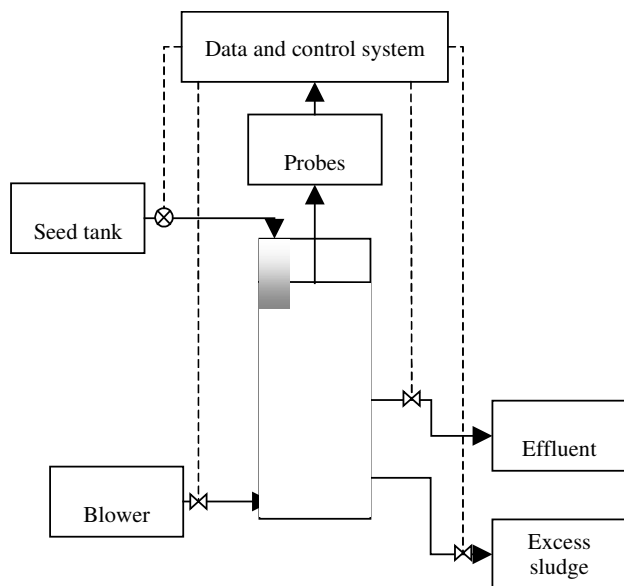 Data and control system
Probes
Seed tank
Effluent
Blower
Excess
sludge